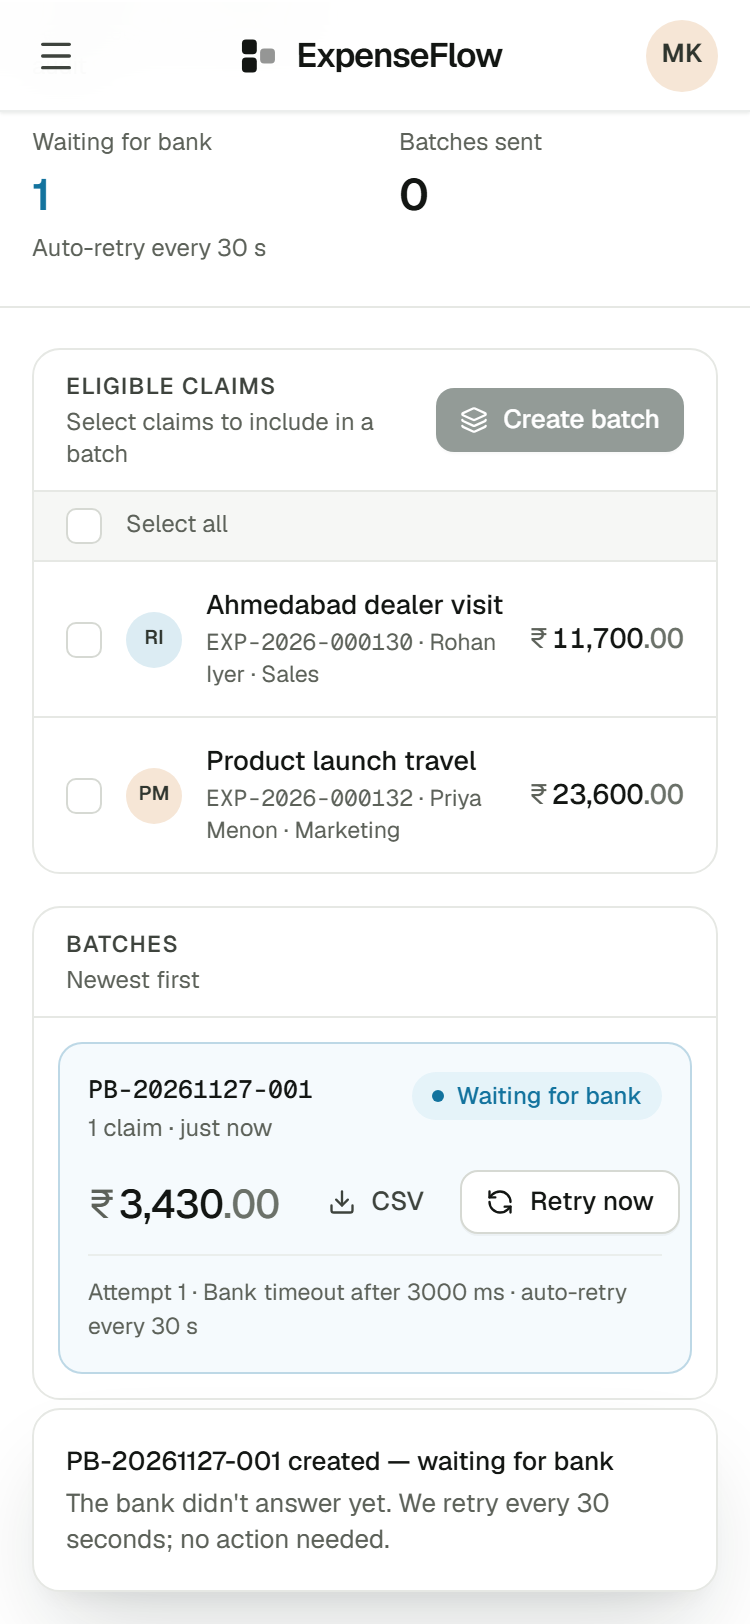 ExpenseFlow
MK
Waiting for bank
1
Auto-retry every 30 s
Batches sent
0
ELIGIBLE CLAIMS
Select claims to include in a
batch
Create batch
Select all
RI
Ahmedabad dealer visit
EXP-2026-000130 · Rohan
Iyer · Sales
₹11,700.00
PM
Product launch travel
EXP-2026-000132 · Priya
Menon · Marketing
₹23,600.00
BATCHES
Newest first
PB-20261127-001
Waiting for bank
1 claim · just now
₹3,430.00
CSV
Retry now
Attempt 1 · Bank timeout after 3000 ms · auto-retry
every 30 s
PB-20261127-001 created — waiting for bank
The bank didn't answer yet. We retry every 30
seconds; no action needed.